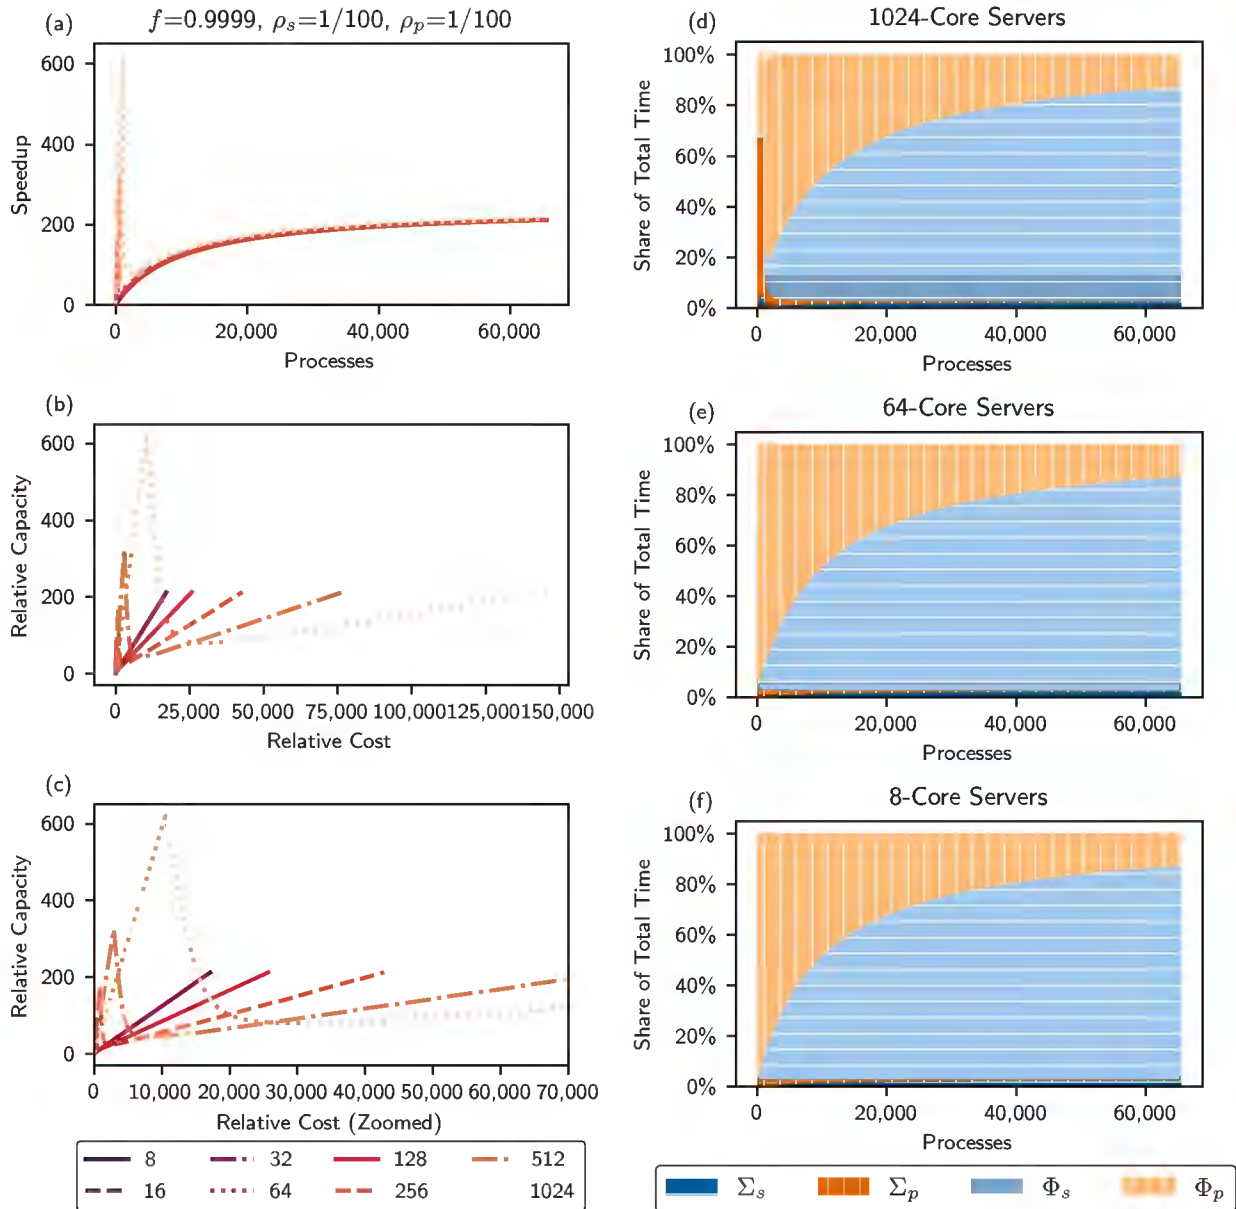 (a)
f=0.9999, ρₛ=1/100, ρₚ=1/100
600
400
200
0
Speedup
0 20,000 40,000 60,000
Processes
(b)
600
400
200
0
Relative Capacity
0 25,000 50,000 75,000 100,000 125,000 150,000
Relative Cost
(c)
600
400
200
0
Relative Capacity
0 10,000 20,000 30,000 40,000 50,000 60,000 70,000
Relative Cost (Zoomed)
8 32 128 512
16 64 256 1024
(d)
1024-Core Servers
100%
80%
60%
40%
20%
0%
Share of Total Time
0 20,000 40,000 60,000
Processes
(e)
64-Core Servers
100%
80%
60%
40%
20%
0%
Share of Total Time
0 20,000 40,000 60,000
Processes
(f)
8-Core Servers
100%
80%
60%
40%
20%
0%
Share of Total Time
0 20,000 40,000 60,000
Processes
Σₛ Σₚ Φₛ Φₚ